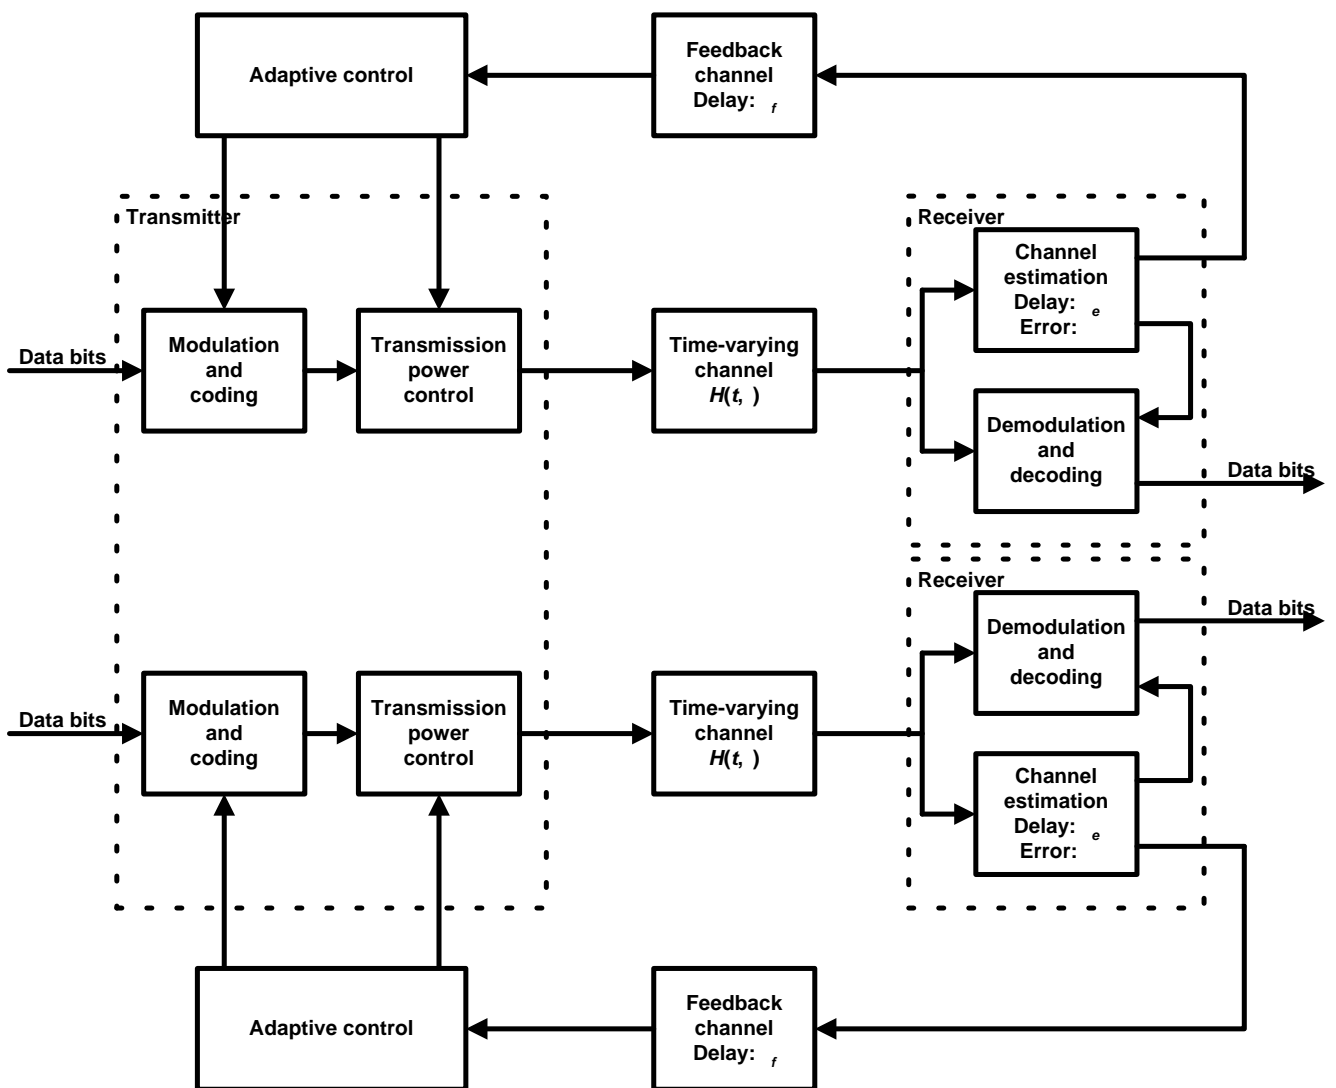 Adaptive control
Feedback
channel
Delay: f
Transmitter
Receiver
Channel
estimation
Delay: e
Error:
Data bits
Modulation
and
coding
Transmission
power
control
Time-varying
channel
H(t, )
Demodulation
and
decoding
Data bits
Receiver
Demodulation
and
decoding
Data bits
Data bits
Modulation
and
coding
Transmission
power
control
Time-varying
channel
H(t, )
Channel
estimation
Delay: e
Error:
Adaptive control
Feedback
channel
Delay: f